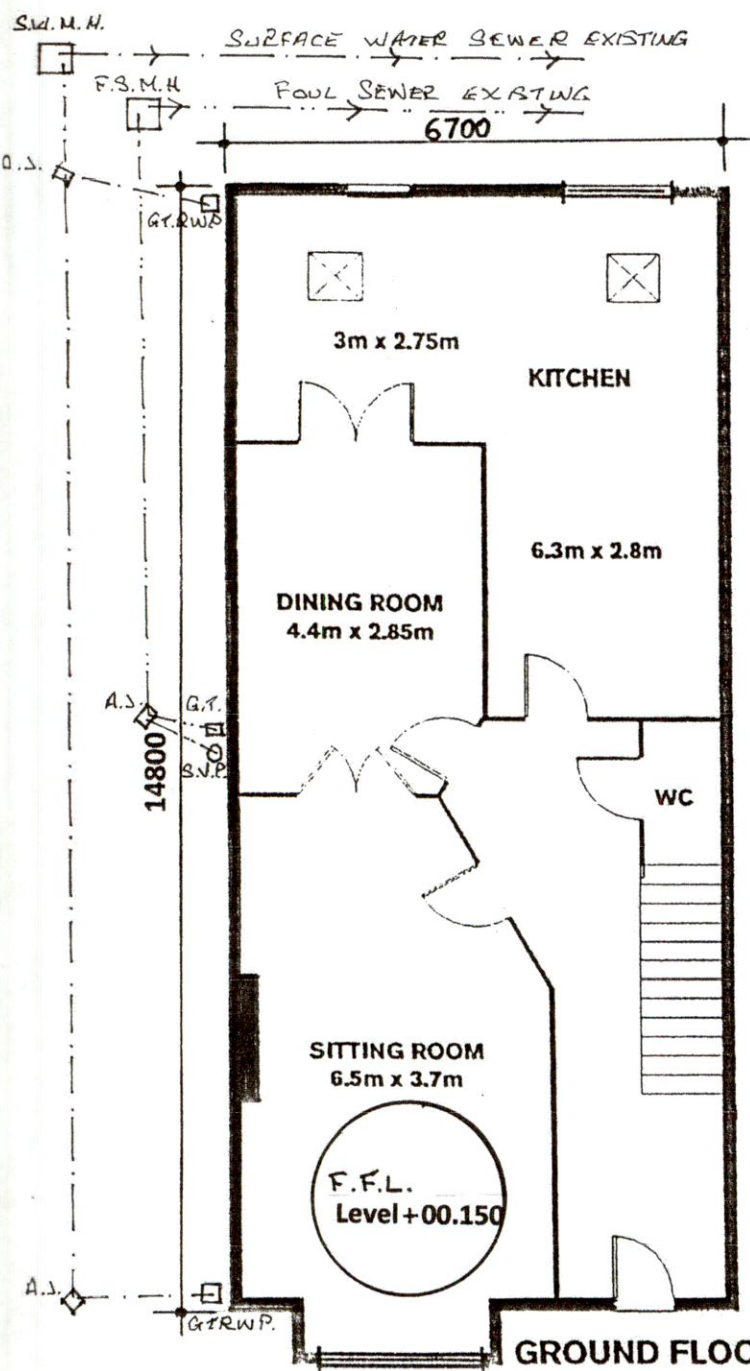 S.W.M.H.
SURFACE WATER SEWER EXISTING
F.S.M.H
FOUL SEWER EXISTING
6700
A.J.
GT.RWP
3m x 2.75m
KITCHEN
6.3m x 2.8m
DINING ROOM
4.4m x 2.85m
A.J.
G.T.
S.V.P.
14800
WC
SITTING ROOM
6.5m x 3.7m
F.F.L.
Level+00.150
A.J.
GTRWP.
GROUND FLOO